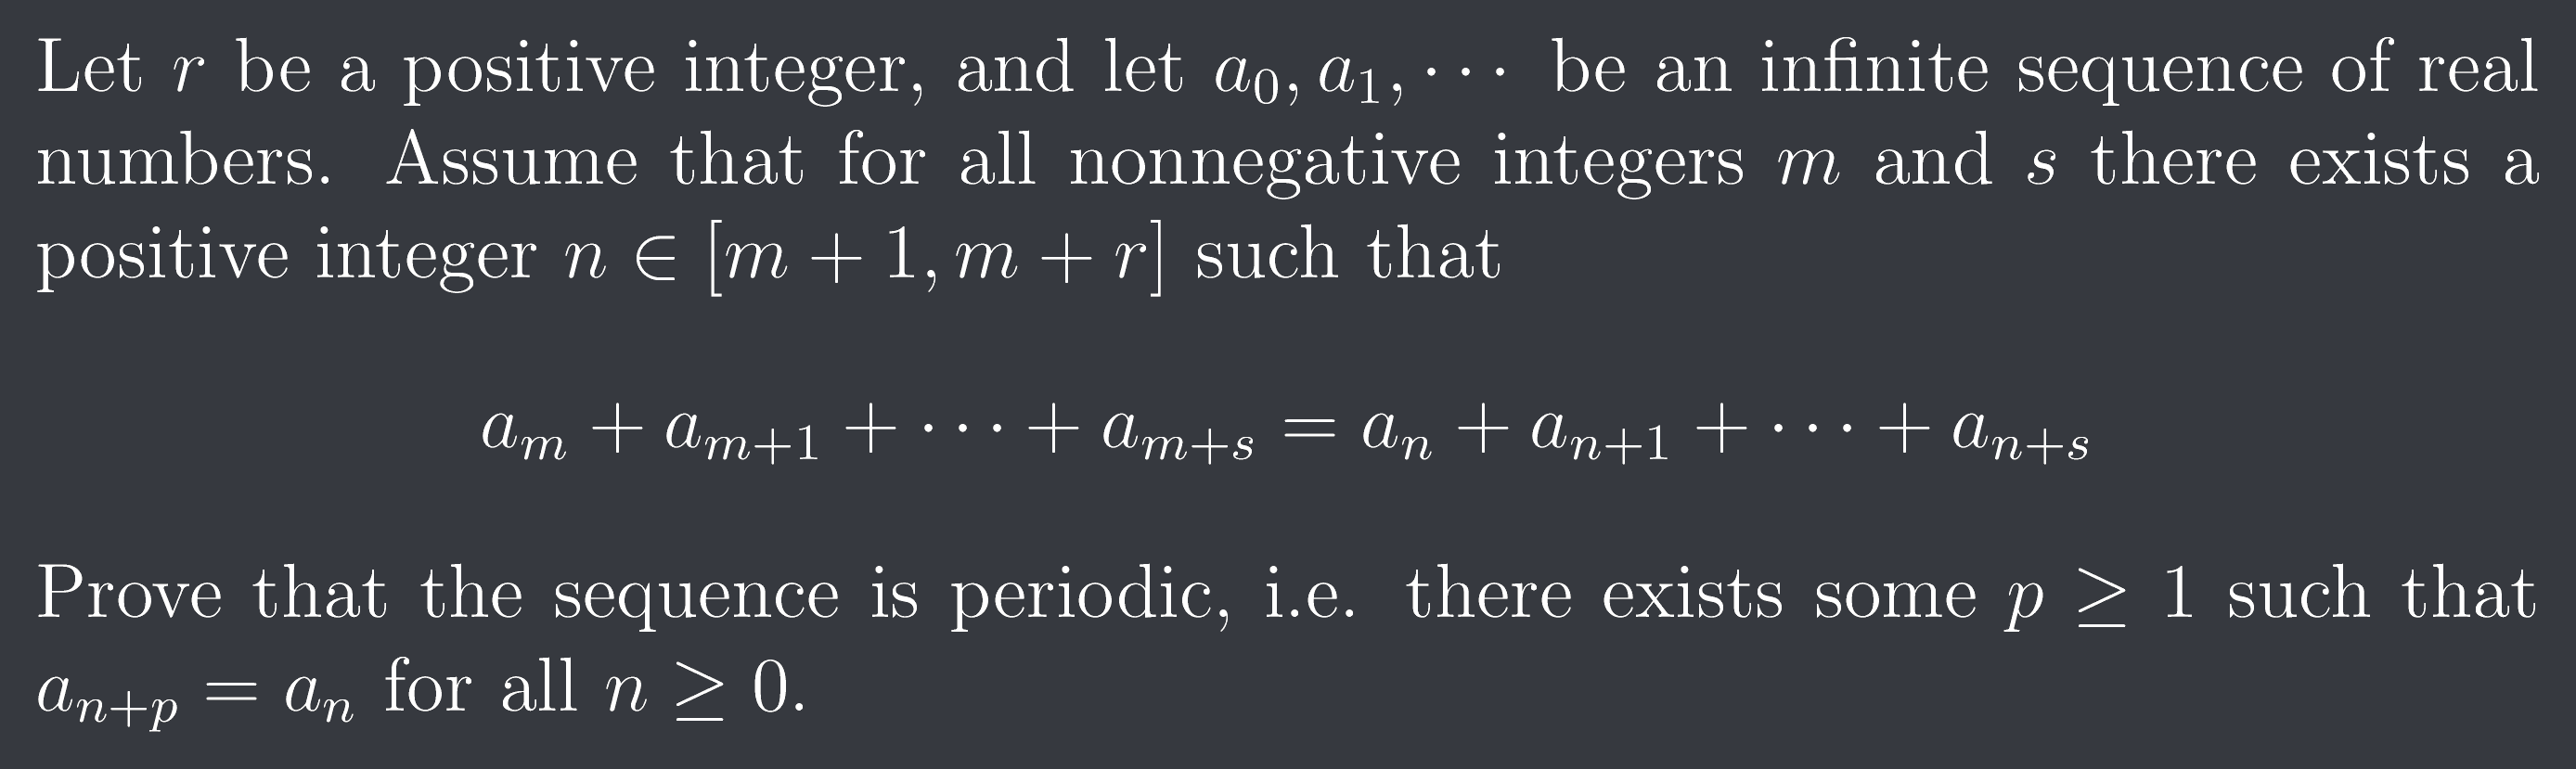 Let r be a positive integer, and let a_0, a_1, ··· be an infinite sequence of real
numbers. Assume that for all nonnegative integers m and s there exists a
positive integer n ∈ [m + 1, m + r] such that
a_m + a_{m+1} + ··· + a_{m+s} = a_n + a_{n+1} + ··· + a_{n+s}
Prove that the sequence is periodic, i.e. there exists some p ≥ 1 such that
a_{n+p} = a_n for all n ≥ 0.